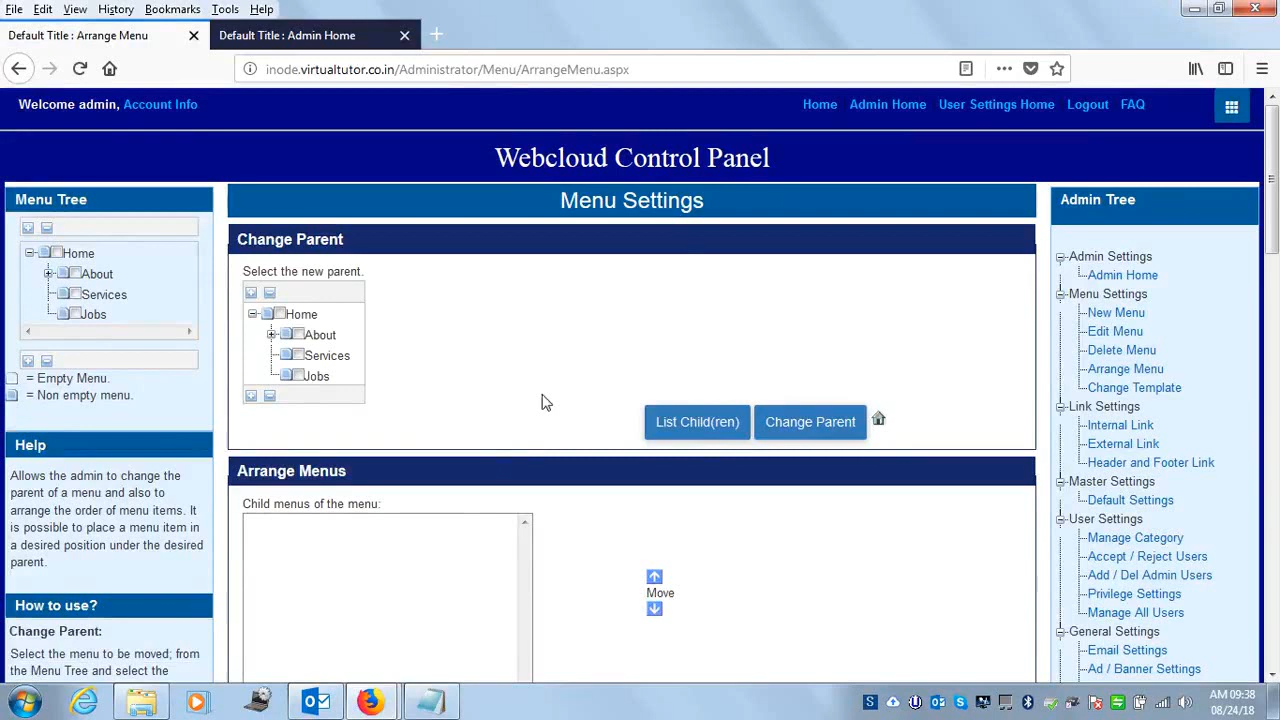 File Edit View History Bookmarks Tools Help
Default Title : Arrange Menu
Default Title : Admin Home
inode.virtualtutor.co.in/Administrator/Menu/ArrangeMenu.aspx
Welcome admin, Account Info
Home Admin Home User Settings Home Logout FAQ
Webcloud Control Panel
Menu Tree
Home
About
Services
Jobs
= Empty Menu.
= Non empty menu.
Help
Allows the admin to change the
parent of a menu and also to
arrange the order of menu items. It
is possible to place a menu item in
a desired position under the desired
parent.
How to use?
Change Parent:
Select the menu to be moved; from
the Menu Tree and select the
Menu Settings
Change Parent
Select the new parent.
Home
About
Services
Jobs
List Child(ren) Change Parent
Arrange Menus
Child menus of the menu:
Move
Admin Tree
Admin Settings
Admin Home
Menu Settings
New Menu
Edit Menu
Delete Menu
Arrange Menu
Change Template
Link Settings
Internal Link
External Link
Header and Footer Link
Master Settings
Default Settings
User Settings
Manage Category
Accept / Reject Users
Add / Del Admin Users
Privilege Settings
Manage All Users
General Settings
Email Settings
Ad / Banner Settings
AM 09:38
08/24/18